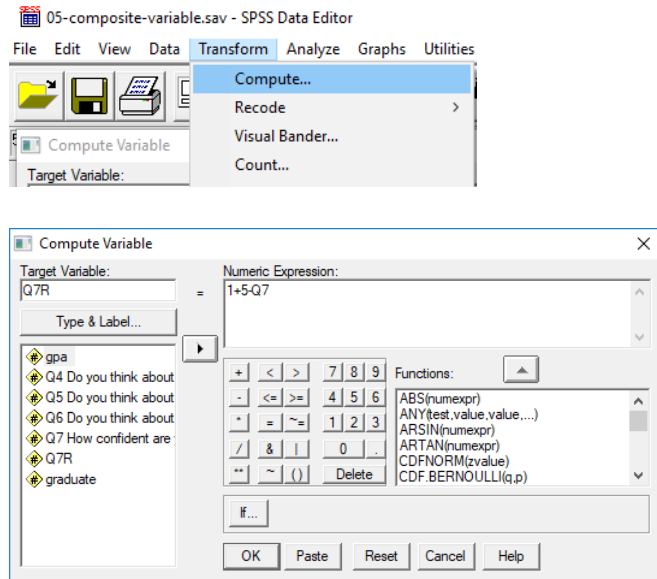 05-composite-variable.sav - SPSS Data Editor
File Edit View Data Transform Analyze Graphs Utilities
Compute...
Recode >
Visual Bander...
Count...
Compute Variable
Target Variable:
Compute Variable
Target Variable: Numeric Expression:
Q7R = 1+5-Q7
Type & Label...
gpa
Q4 Do you think about
Q5 Do you think about
Q6 Do you think about
Q7 How confident are
Q7R
graduate
+ < > 7 8 9
- <= >= 4 5 6
* = ~= 1 2 3
/ & | 0 .
** ~ () Delete
Functions:
ABS(numexpr)
ANY(test,value,value,...)
ARSIN(numexpr)
ARTAN(numexpr)
CDFNORM(zvalue)
CDF.BERNOULLI(q,p)
If...
OK Paste Reset Cancel Help